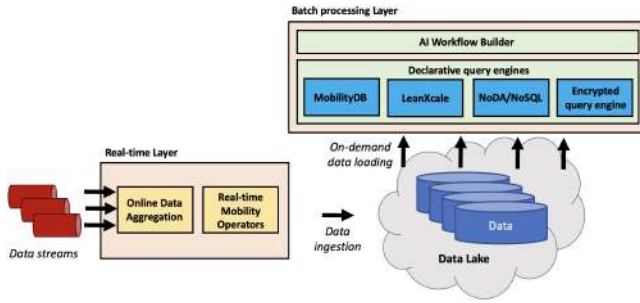 Batch processing Layer
AI Workflow Builder
Declarative query engines
MobilityDB
LeanXcale
NoDA/NoSQL
Encrypted
query engine
On-demand
data loading
Real-time Layer
Online Data
Aggregation
Real-time
Mobility
Operators
Data streams
Data
ingestion
Data
Data Lake